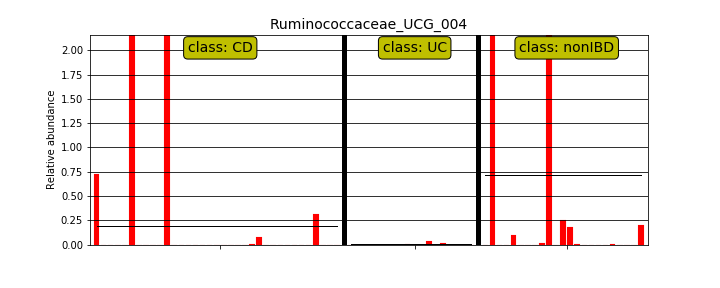 Ruminococcaceae_UCG_004
class: CD
class: UC
class: nonIBD
Relative abundance
2.00
1.75
1.50
1.25
1.00
0.75
0.50
0.25
0.00